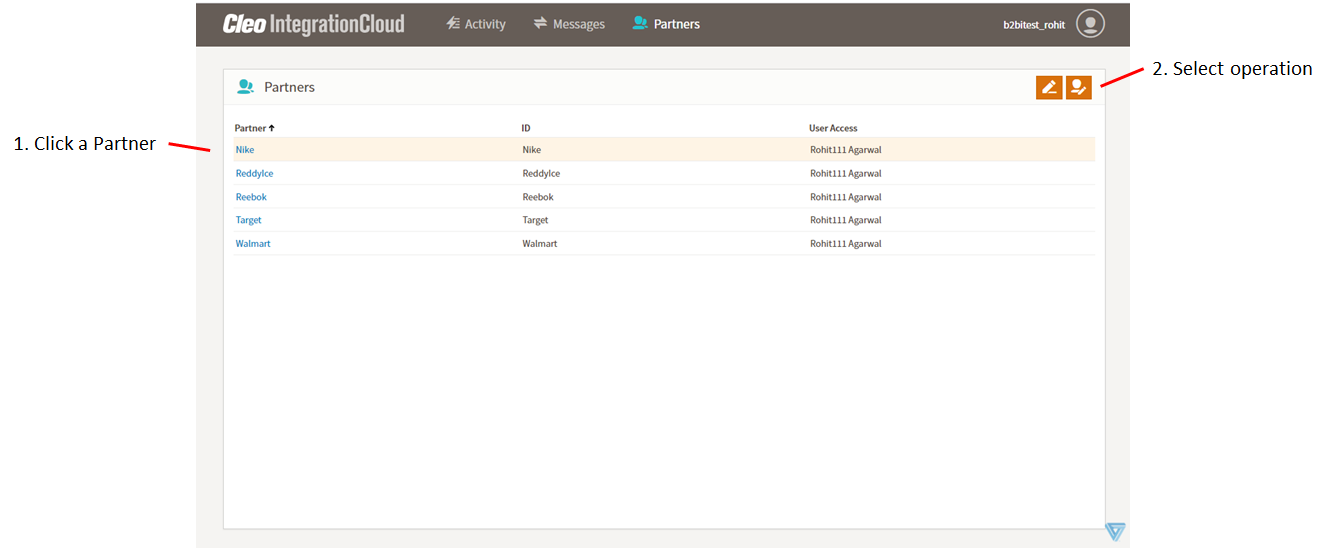 Cleo IntegrationCloud Activity Messages Partners b2bitest_rohit
2. Select operation
Partners
Partner ID User Access
1. Click a Partner
Nike Nike Rohit111 Agarwal
ReddyIce ReddyIce Rohit111 Agarwal
Reebok Reebok Rohit111 Agarwal
Target Target Rohit111 Agarwal
Walmart Walmart Rohit111 Agarwal